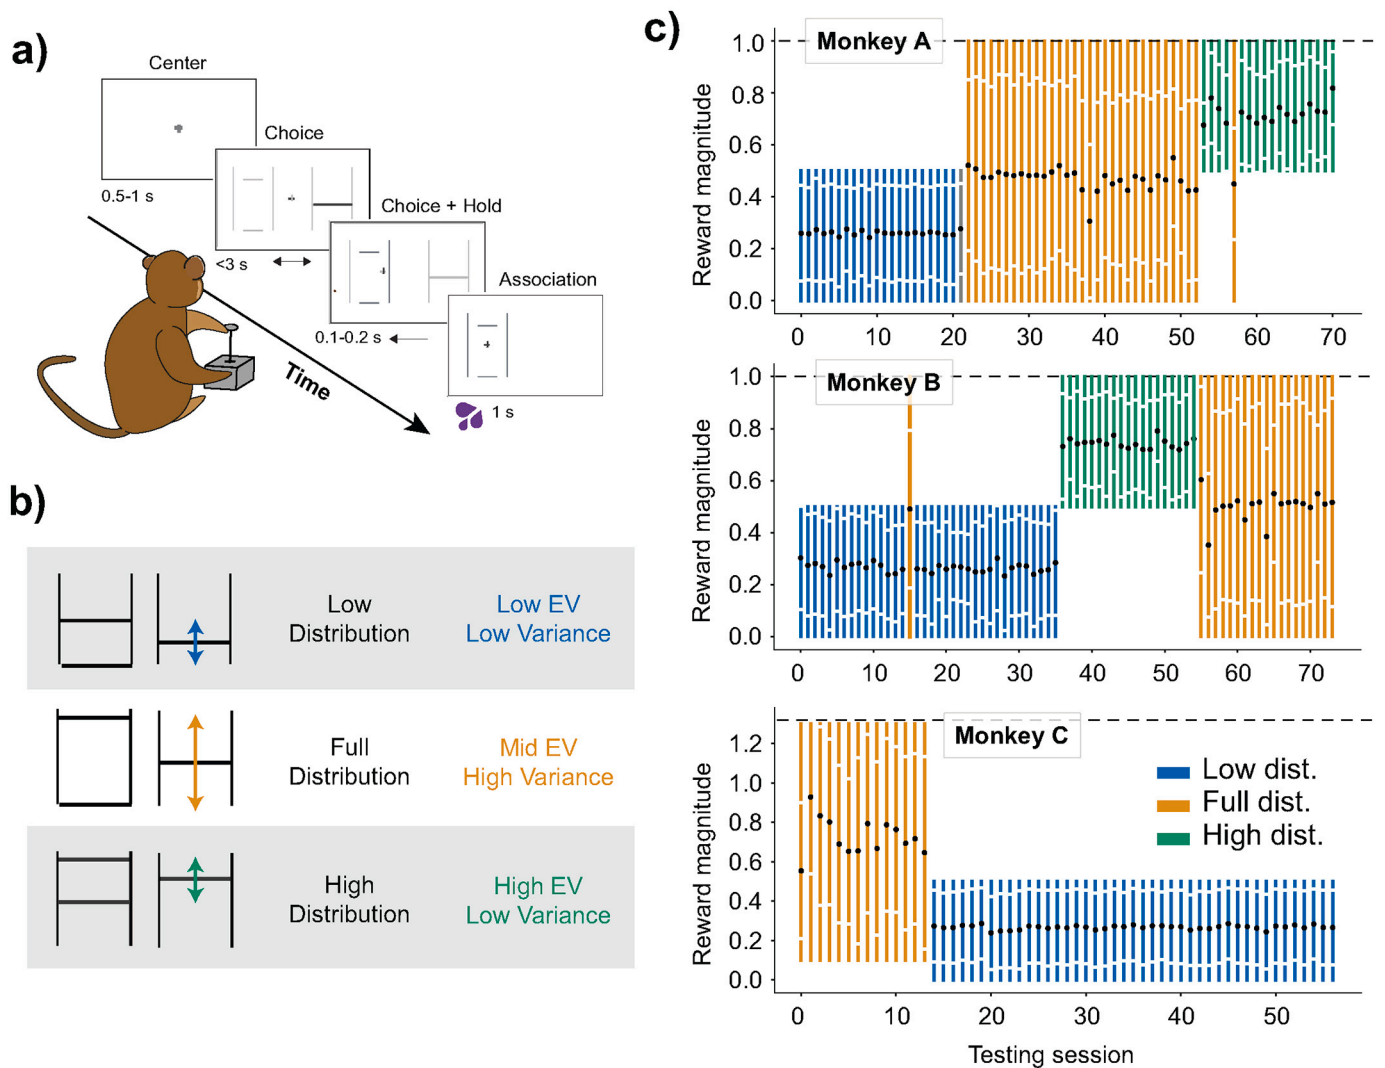 a)
Center
0.5-1 s
Choice
<3 s
Choice + Hold
0.1-0.2 s
Association
1 s
Time
b)
Low
Distribution
Low EV
Low Variance
Full
Distribution
Mid EV
High Variance
High
Distribution
High EV
Low Variance
c)
Monkey A
Reward magnitude
1.0
0.8
0.6
0.4
0.2
0.0
0 10 20 30 40 50 60 70
Monkey B
Reward magnitude
1.0
0.8
0.6
0.4
0.2
0.0
0 10 20 30 40 50 60 70
Monkey C
Reward magnitude
1.2
1.0
0.8
0.6
0.4
0.2
0.0
Low dist.
Full dist.
High dist.
0 10 20 30 40 50
Testing session